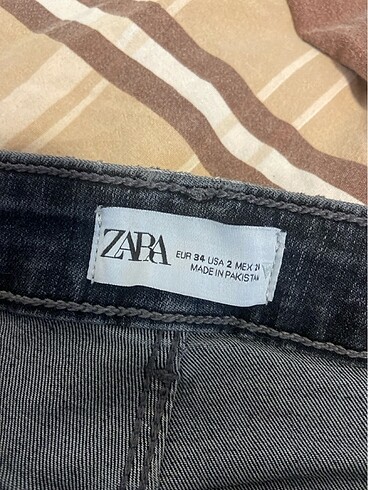 ZARA
EUR 34 USA 2 MEX
MADE IN PAKISTAN